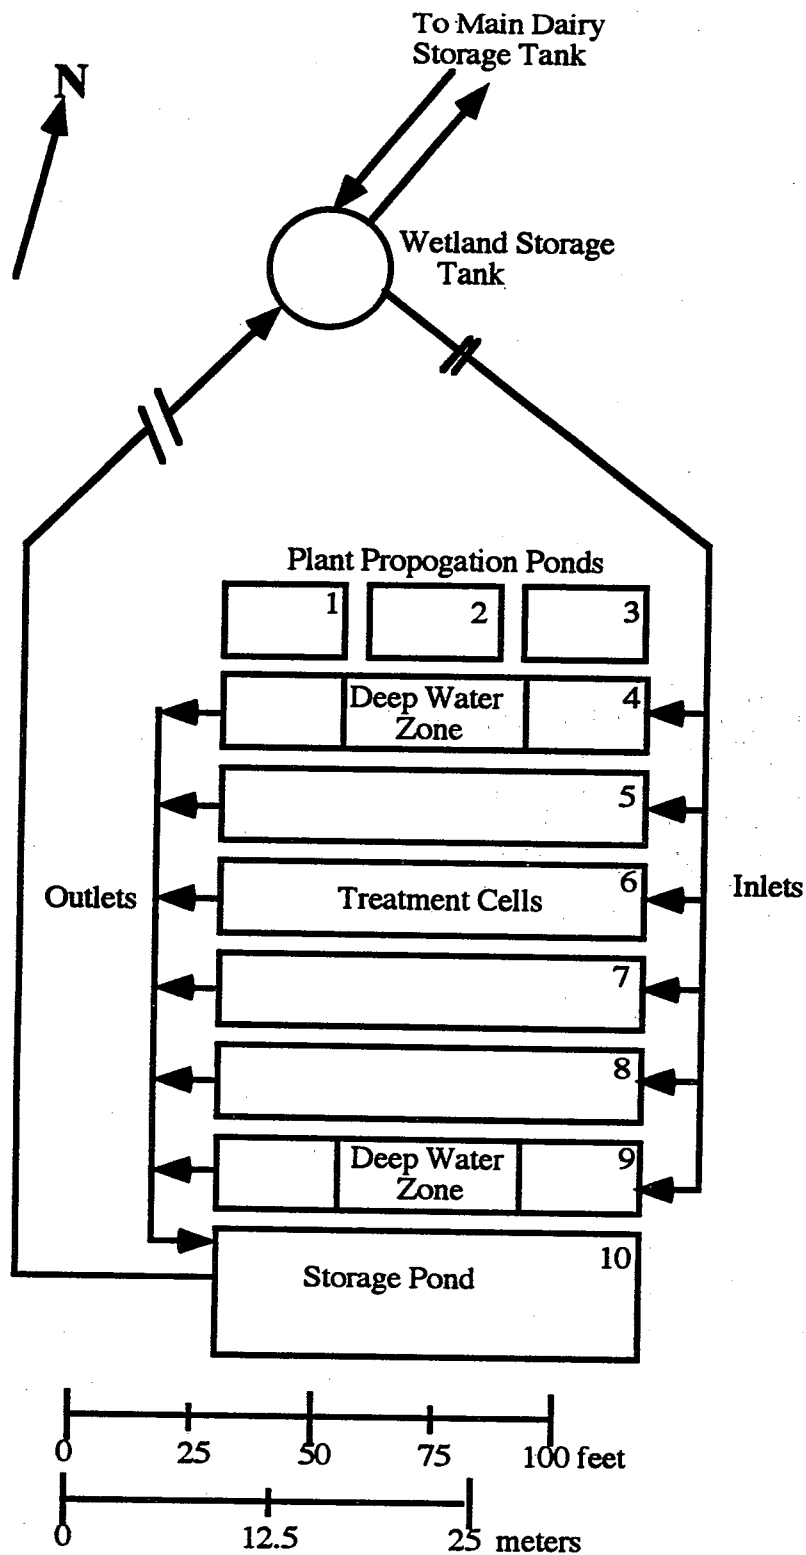 To Main Dairy
Storage Tank
N
Wetland Storage
Tank
Plant Propogation Ponds
1
2
3
Deep Water
Zone
4
5
Outlets
Treatment Cells
6
Inlets
7
8
Deep Water
Zone
9
Storage Pond
10
0 25 50 75 100 feet
0 12.5 25 meters